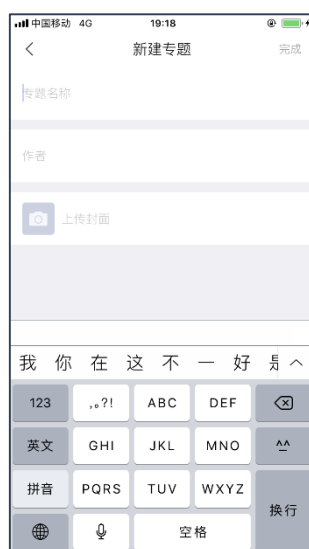 中国移动 4G 19:18
新建专题 完成
专题名称
作者
上传封面
我 你 在 这 不 一 好 是
123 ,。?! ABC DEF
英文 GHI JKL MNO ^^
拼音 PQRS TUV WXYZ 换行
空格